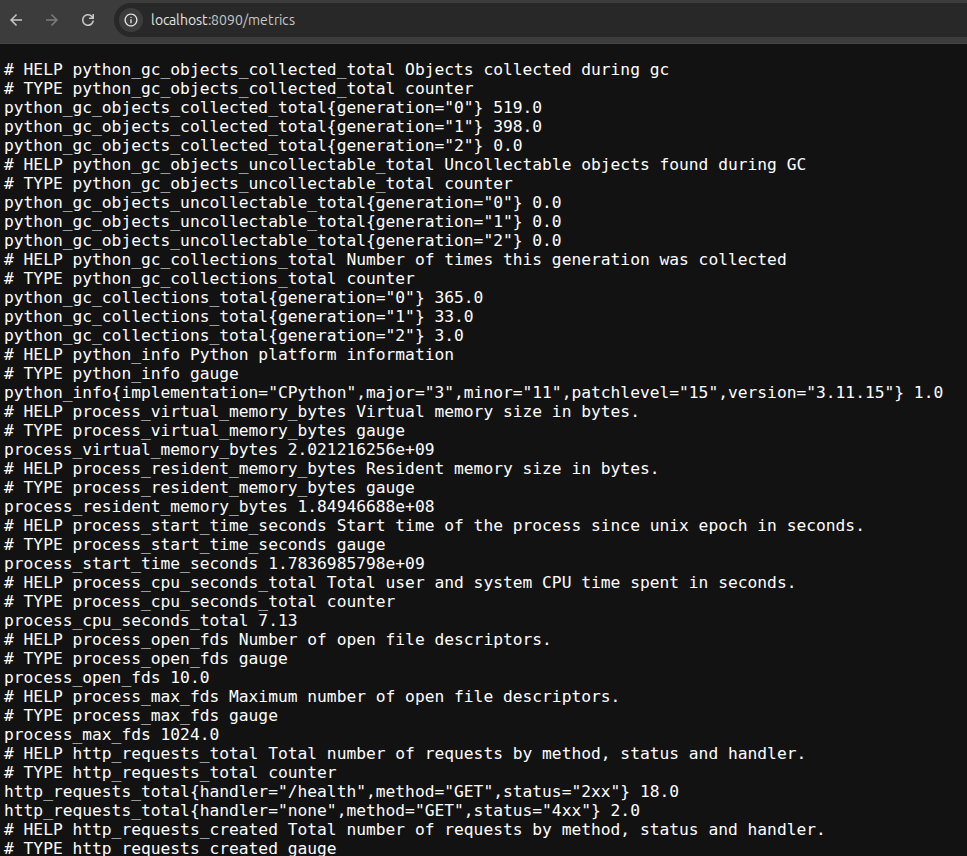 localhost:8090/metrics
# HELP python_gc_objects_collected_total Objects collected during gc
# TYPE python_gc_objects_collected_total counter
python_gc_objects_collected_total{generation="0"} 519.0
python_gc_objects_collected_total{generation="1"} 398.0
python_gc_objects_collected_total{generation="2"} 0.0
# HELP python_gc_objects_uncollectable_total Uncollectable objects found during GC
# TYPE python_gc_objects_uncollectable_total counter
python_gc_objects_uncollectable_total{generation="0"} 0.0
python_gc_objects_uncollectable_total{generation="1"} 0.0
python_gc_objects_uncollectable_total{generation="2"} 0.0
# HELP python_gc_collections_total Number of times this generation was collected
# TYPE python_gc_collections_total counter
python_gc_collections_total{generation="0"} 365.0
python_gc_collections_total{generation="1"} 33.0
python_gc_collections_total{generation="2"} 3.0
# HELP python_info Python platform information
# TYPE python_info gauge
python_info{implementation="CPython",major="3",minor="11",patchlevel="15",version="3.11.15"} 1.0
# HELP process_virtual_memory_bytes Virtual memory size in bytes.
# TYPE process_virtual_memory_bytes gauge
process_virtual_memory_bytes 2.021216256e+09
# HELP process_resident_memory_bytes Resident memory size in bytes.
# TYPE process_resident_memory_bytes gauge
process_resident_memory_bytes 1.84946688e+08
# HELP process_start_time_seconds Start time of the process since unix epoch in seconds.
# TYPE process_start_time_seconds gauge
process_start_time_seconds 1.7836985798e+09
# HELP process_cpu_seconds_total Total user and system CPU time spent in seconds.
# TYPE process_cpu_seconds_total counter
process_cpu_seconds_total 7.13
# HELP process_open_fds Number of open file descriptors.
# TYPE process_open_fds gauge
process_open_fds 10.0
# HELP process_max_fds Maximum number of open file descriptors.
# TYPE process_max_fds gauge
process_max_fds 1024.0
# HELP http_requests_total Total number of requests by method, status and handler.
# TYPE http_requests_total counter
http_requests_total{handler="/health",method="GET",status="2xx"} 18.0
http_requests_total{handler="none",method="GET",status="4xx"} 2.0
# HELP http_requests_created Total number of requests by method, status and handler.
# TYPE http_requests_created gauge